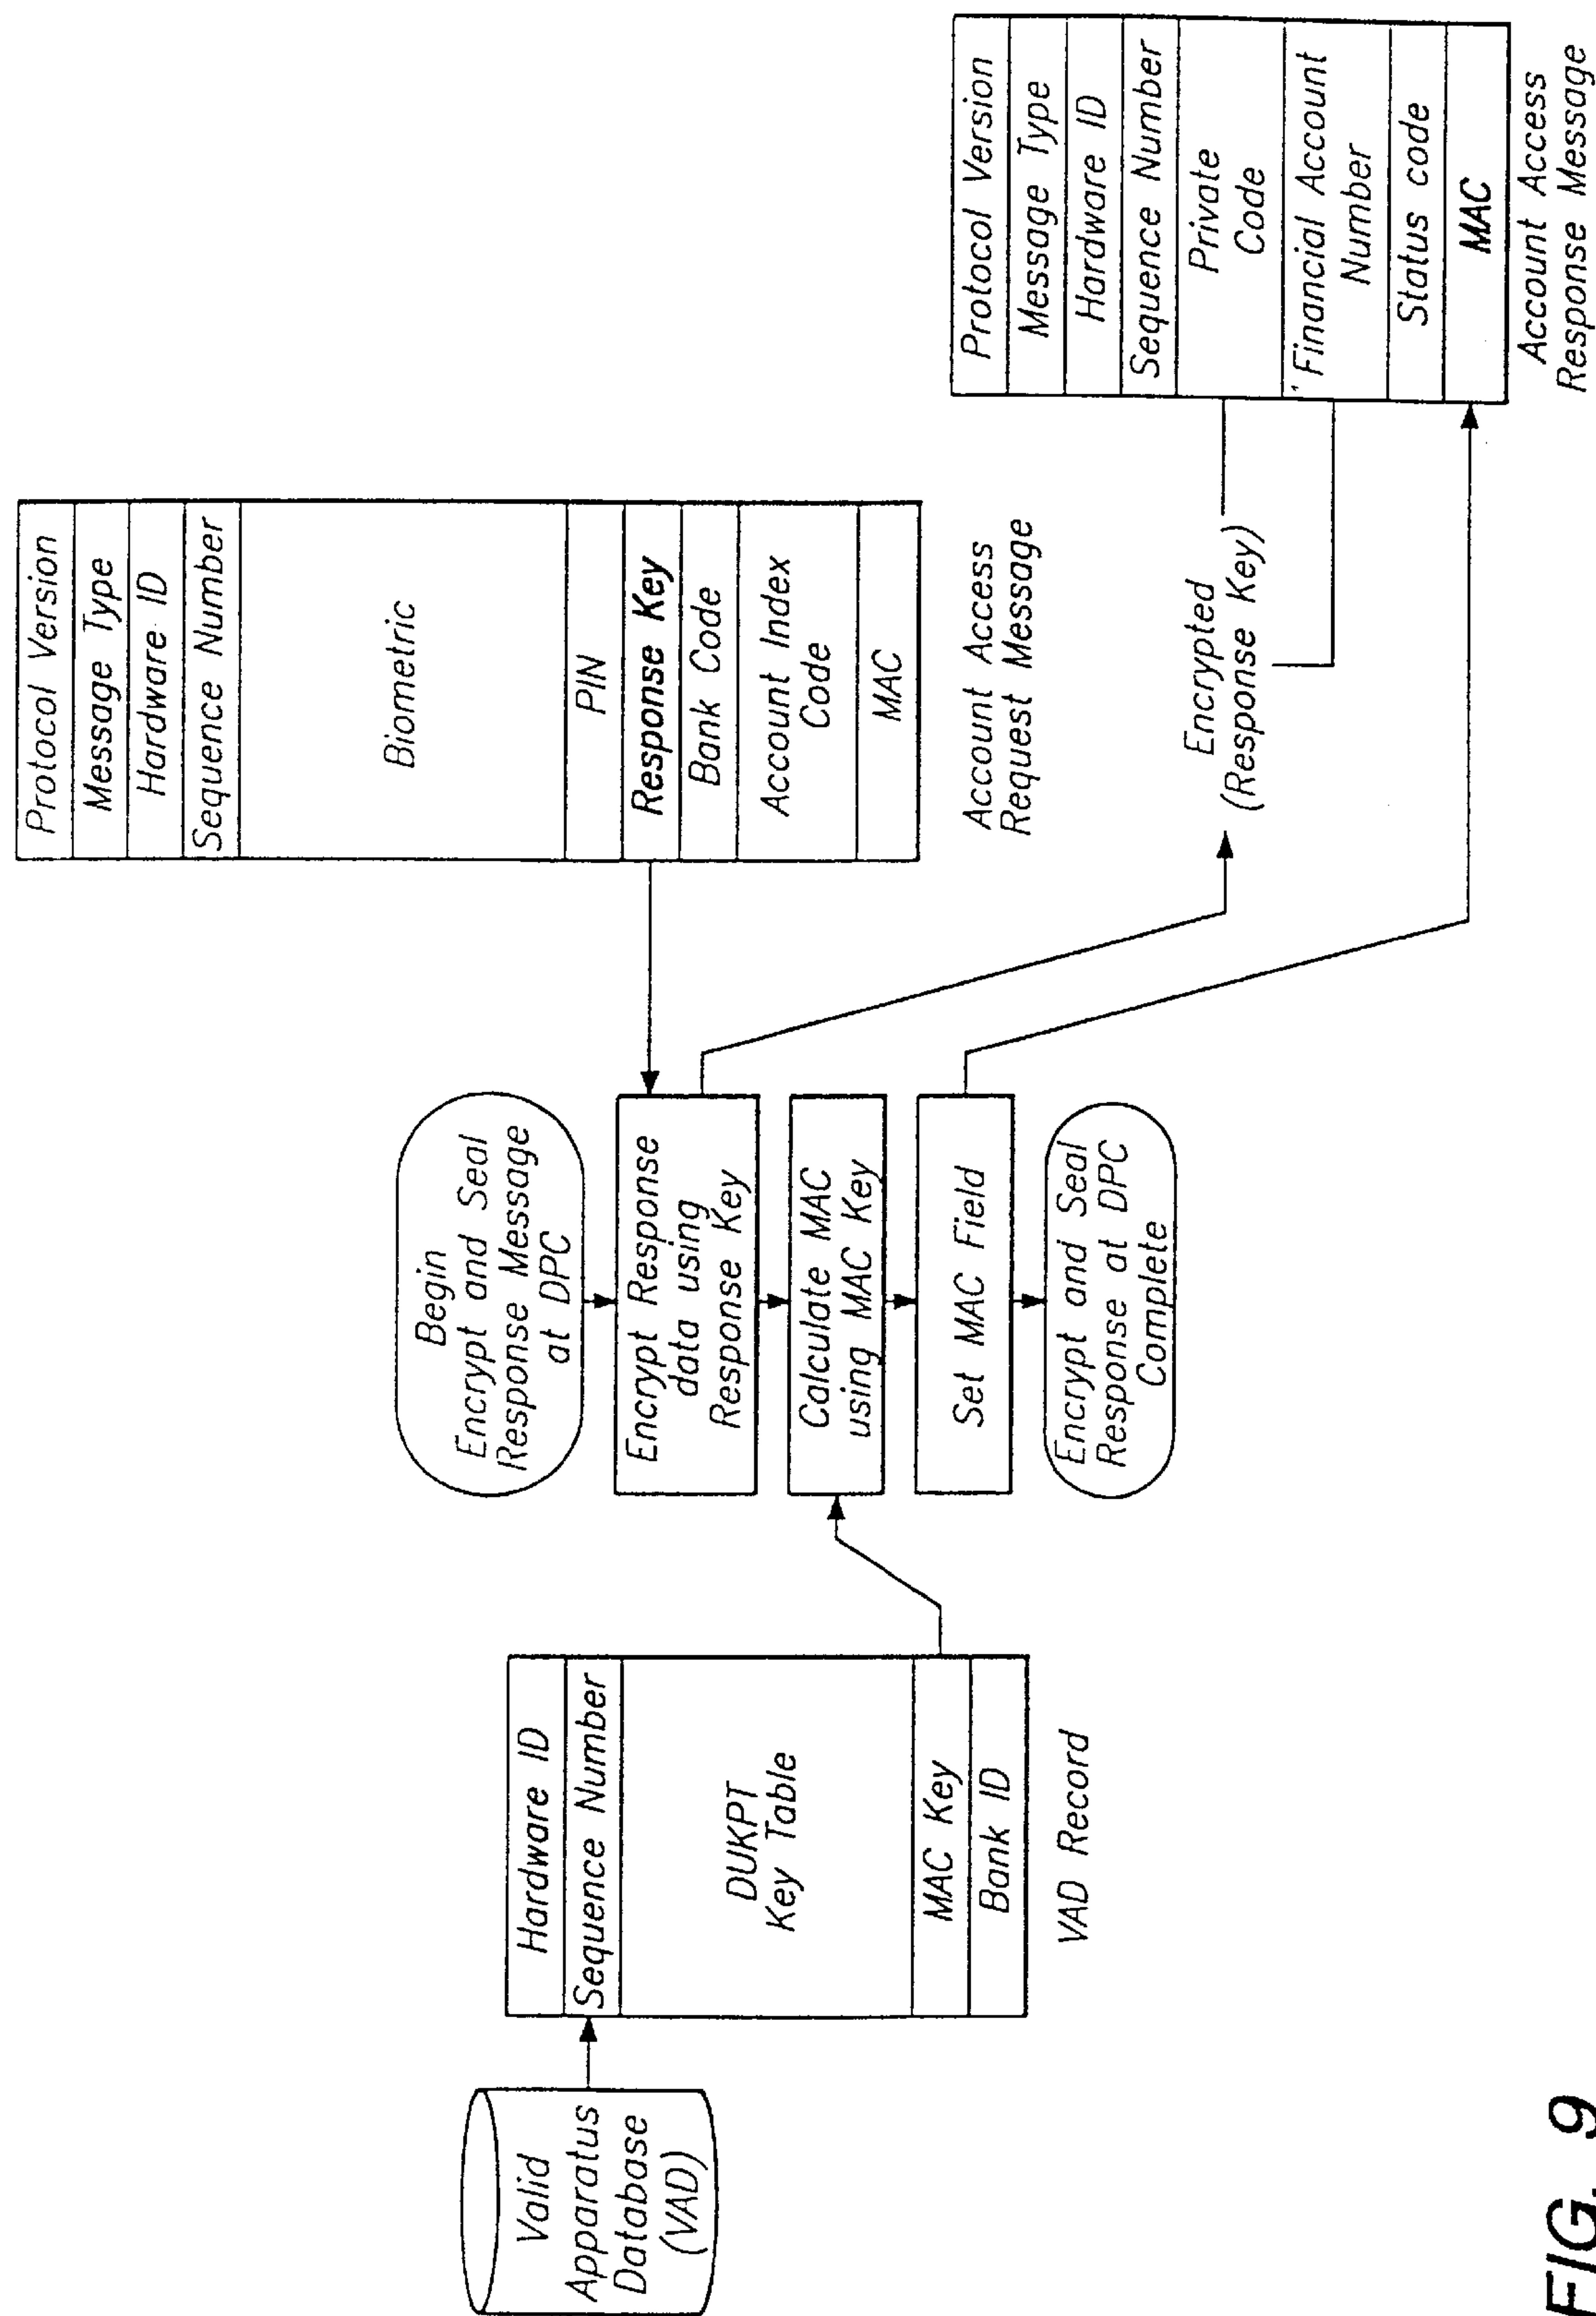 Valid
Apparatus
Database
(VAD)
Hardware ID
Sequence Number
DUKPT
Key Table
MAC Key
Bank ID
VAD Record
Begin
Encrypt and Seal
Response Message
at DPC
Encrypt Response
data using
Response Key
Calculate MAC
using MAC Key
Set MAC Field
Encrypt and Seal
Response at DPC
Complete
Protocol Version
Message Type
Hardware ID
Sequence Number
Biometric
PIN
Response Key
Bank Code
Account Index
Code
MAC
Account Access
Request Message
Encrypted
(Response Key)
Protocol Version
Message Type
Hardware ID
Sequence Number
Private
Code
Financial Account
Number
Status code
MAC
Account Access
Response Message
FIG. 9